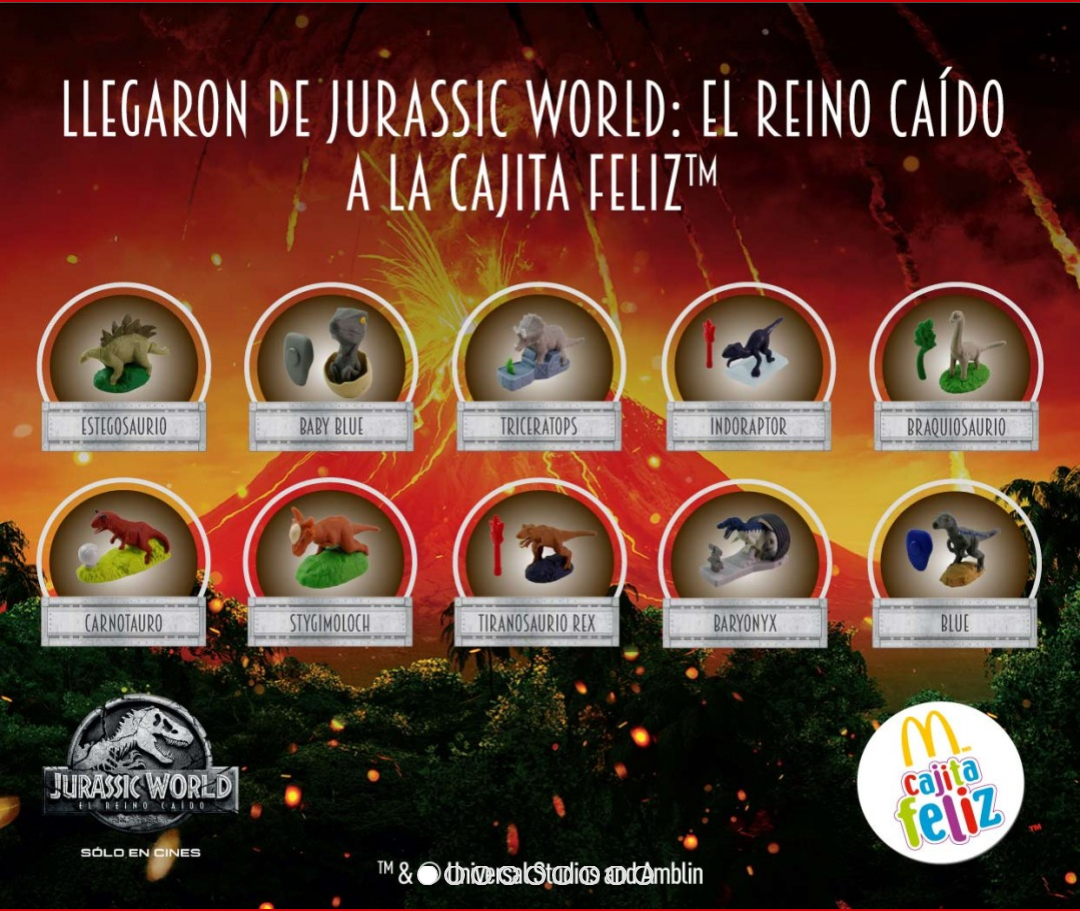 LLEGARON DE JURASSIC WORLD: EL REINO CAÍDO
A LA CAJITA FELIZ™
ESTEGOSAURIO
BABY BLUE
TRICERATOPS
INDORAPTOR
BRAQUIOSAURIO
CARNOTAURO
STYGIMOLOCH
TIRANOSAURIO REX
BARYONYX
BLUE
JURASSIC WORLD
EL REINO CAÍDO
SÓLO EN CINES
cajita
feliz™
™ & Universal Studios and Amblin